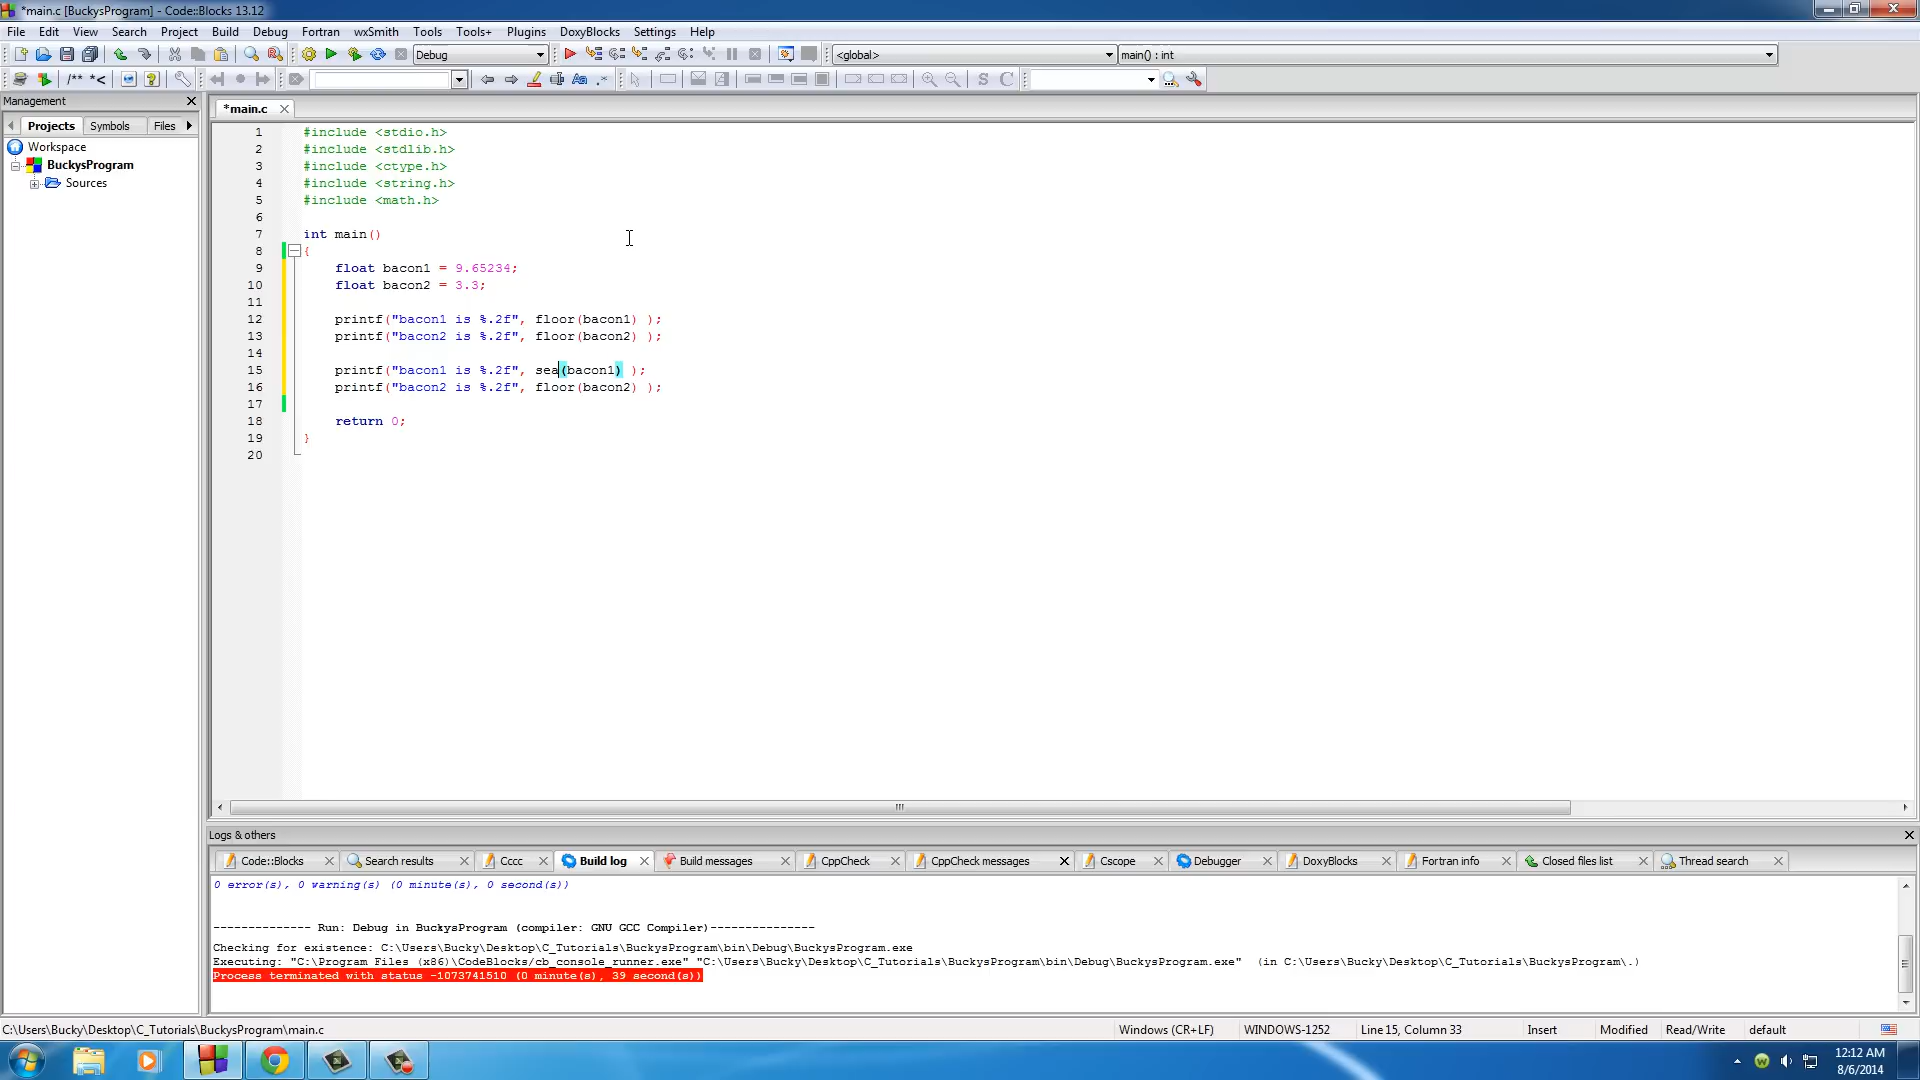 *main.c [BuckysProgram] - Code::Blocks 13.12
File Edit View Search Project Build Debug Fortran wxSmith Tools Tools+ Plugins DoxyBlocks Settings Help
Debug <global> main() : int
/** *<
Management
*main.c
Projects Symbols Files
Workspace
BuckysProgram
Sources
1 #include <stdio.h>
2 #include <stdlib.h>
3 #include <ctype.h>
4 #include <string.h>
5 #include <math.h>
6
7 int main()
8 {
9 float bacon1 = 9.65234;
10 float bacon2 = 3.3;
11
12 printf("bacon1 is %.2f", floor(bacon1) );
13 printf("bacon2 is %.2f", floor(bacon2) );
14
15 printf("bacon1 is %.2f", sea(bacon1) );
16 printf("bacon2 is %.2f", floor(bacon2) );
17
18 return 0;
19 }
20
Logs & others
Code::Blocks Search results Cccc Build log Build messages CppCheck CppCheck messages Cscope Debugger DoxyBlocks Fortran info Closed files list Thread search
0 error(s), 0 warning(s) (0 minute(s), 0 second(s))
-------------- Run: Debug in BuckysProgram (compiler: GNU GCC Compiler)---------------
Checking for existence: C:\Users\Bucky\Desktop\C_Tutorials\BuckysProgram\bin\Debug\BuckysProgram.exe
Executing: "C:\Program Files (x86)\CodeBlocks/cb_console_runner.exe" "C:\Users\Bucky\Desktop\C_Tutorials\BuckysProgram\bin\Debug\BuckysProgram.exe" (in C:\Users\Bucky\Desktop\C_Tutorials\BuckysProgram\.)
Process terminated with status -1073741510 (0 minute(s), 39 second(s))
C:\Users\Bucky\Desktop\C_Tutorials\BuckysProgram\main.c Windows (CR+LF) WINDOWS-1252 Line 15, Column 33 Insert Modified Read/Write default
12:12 AM
8/6/2014